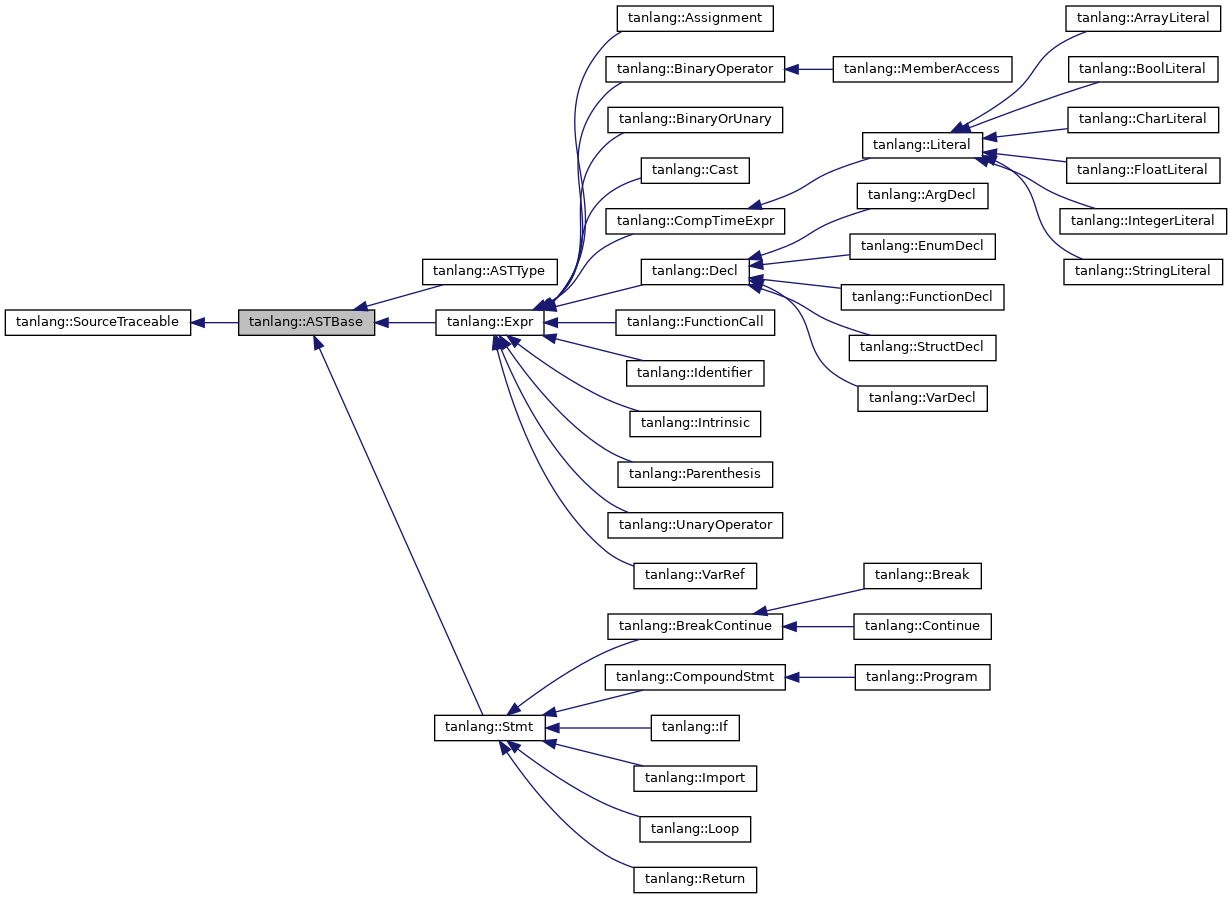 tanlang::Assignment
tanlang::ArrayLiteral
tanlang::BinaryOperator
tanlang::MemberAccess
tanlang::BoolLiteral
tanlang::BinaryOrUnary
tanlang::CharLiteral
tanlang::Literal
tanlang::Cast
tanlang::FloatLiteral
tanlang::ArgDecl
tanlang::CompTimeExpr
tanlang::IntegerLiteral
tanlang::EnumDecl
tanlang::ASTType
tanlang::Decl
tanlang::StringLiteral
tanlang::FunctionDecl
tanlang::SourceTraceable
tanlang::ASTBase
tanlang::Expr
tanlang::FunctionCall
tanlang::StructDecl
tanlang::Identifier
tanlang::VarDecl
tanlang::Intrinsic
tanlang::Parenthesis
tanlang::UnaryOperator
tanlang::VarRef
tanlang::Break
tanlang::BreakContinue
tanlang::Continue
tanlang::CompoundStmt
tanlang::Program
tanlang::Stmt
tanlang::If
tanlang::Import
tanlang::Loop
tanlang::Return